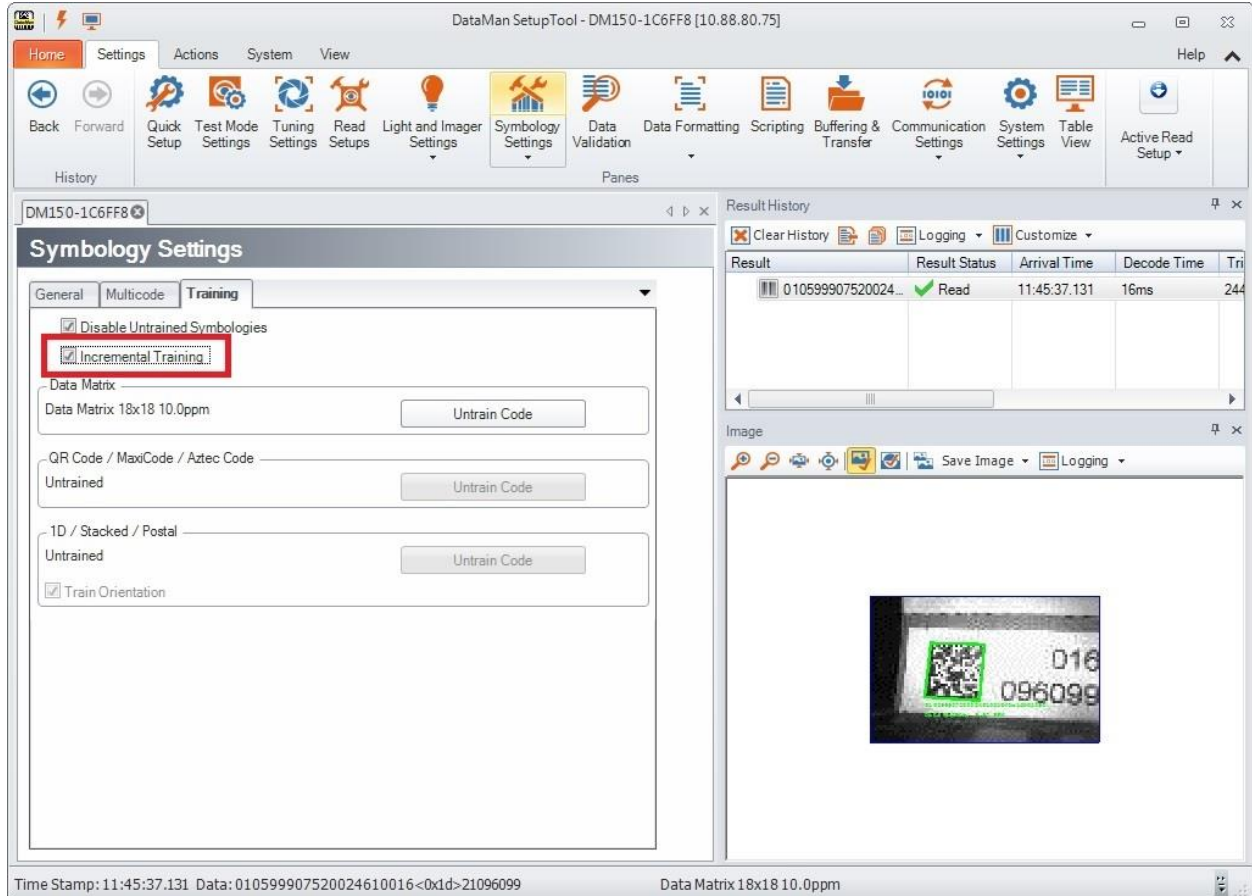 DataMan SetupTool - DM150-1C6FF8 [10.88.80.75]
Home Settings Actions System View Help
Back Forward Quick Setup Test Mode Settings Tuning Settings Read Setups Light and Imager Settings Symbology Settings Data Validation Data Formatting Scripting Buffering & Transfer Communication Settings System Settings Table View Active Read Setup
History Panes
DM150-1C6FF8
Symbology Settings
General Multicode Training
Disable Untrained Symbologies
Incremental Training
Data Matrix
Data Matrix 18x18 10.0ppm Untrain Code
QR Code / MaxiCode / Aztec Code
Untrained Untrain Code
1D / Stacked / Postal
Untrained Untrain Code
Train Orientation
Result History
Clear History Logging Customize
Result Result Status Arrival Time Decode Time Tri
010599907520024... Read 11:45:37.131 16ms 244
Image
Save Image Logging
016
096099
Time Stamp: 11:45:37.131 Data: 010599907520024610016<0x1d>21096099 Data Matrix 18x18 10.0ppm